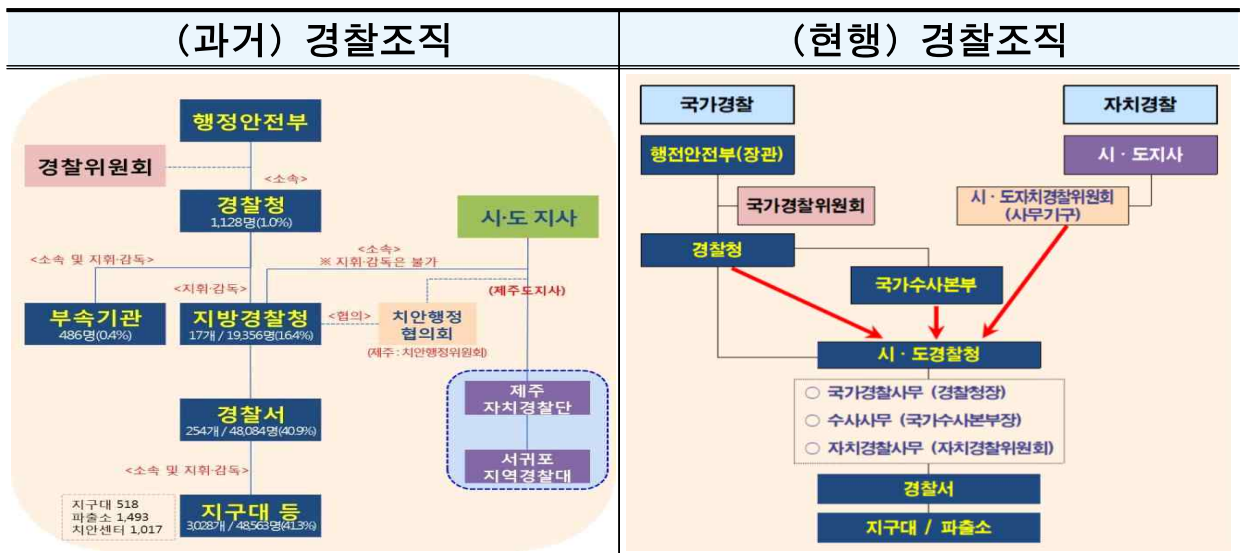 (과거) 경찰조직
행정안전부
경찰위원회
<소속>
경찰청
1,128명(1.0%)
시·도 지사
<소속>
※ 지휘·감독은 불가
<소속 및 지휘·감독>
<지휘·감독>
(제주도지사)
부속기관
486명(0.4%)
지방경찰청
17개 / 19,356명(16.4%)
<협의>
치안행정
협의회
(제주 : 치안행정위원회)
제주
자치경찰단
경찰서
254개 / 48,084명(40.9%)
서귀포
지역경찰대
<소속 및 지휘·감독>
지구대 518
파출소 1,493
치안센터 1,017
지구대 등
3,028개 / 48,563명(41.3%)
(현행) 경찰조직
국가경찰
자치경찰
행전안전부(장관)
시·도지사
국가경찰위원회
시·도자치경찰위원회
(사무기구)
경찰청
국가수사본부
시·도경찰청
○ 국가경찰사무 (경찰청장)
○ 수사사무 (국가수사본부장)
○ 자치경찰사무 (자치경찰위원회)
경찰서
지구대 / 파출소